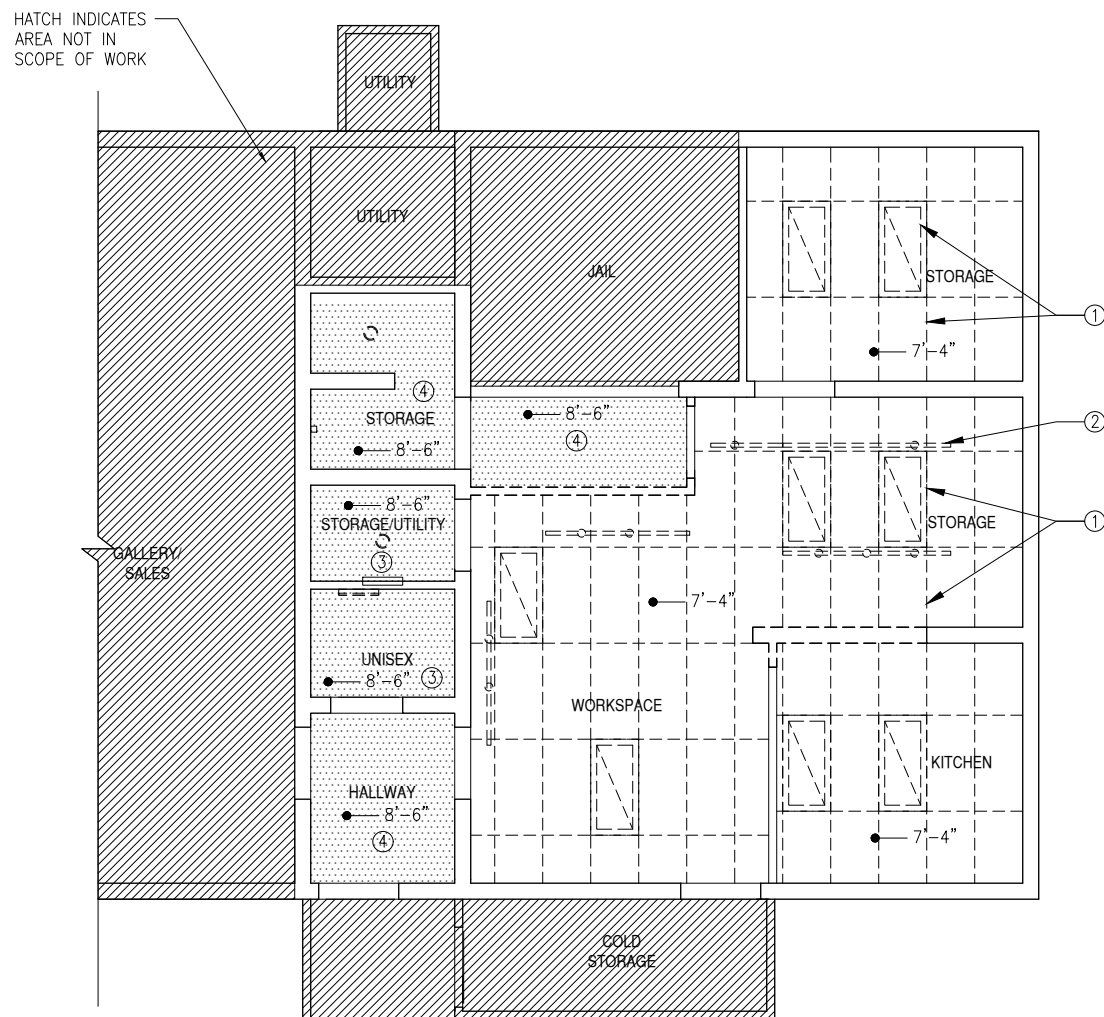 HATCH INDICATES
AREA NOT IN
SCOPE OF WORK
UTILITY
UTILITY
JAIL
STORAGE
1
7'-4"
4
STORAGE
8'-6"
8'-6"
4
2
STORAGE
1
8'-6"
STORAGE/UTILITY
3
GALLERY/
SALES
7'-4"
UNISEX
8'-6"
3
WORKSPACE
KITCHEN
HALLWAY
8'-6"
4
7'-4"
COLD
STORAGE